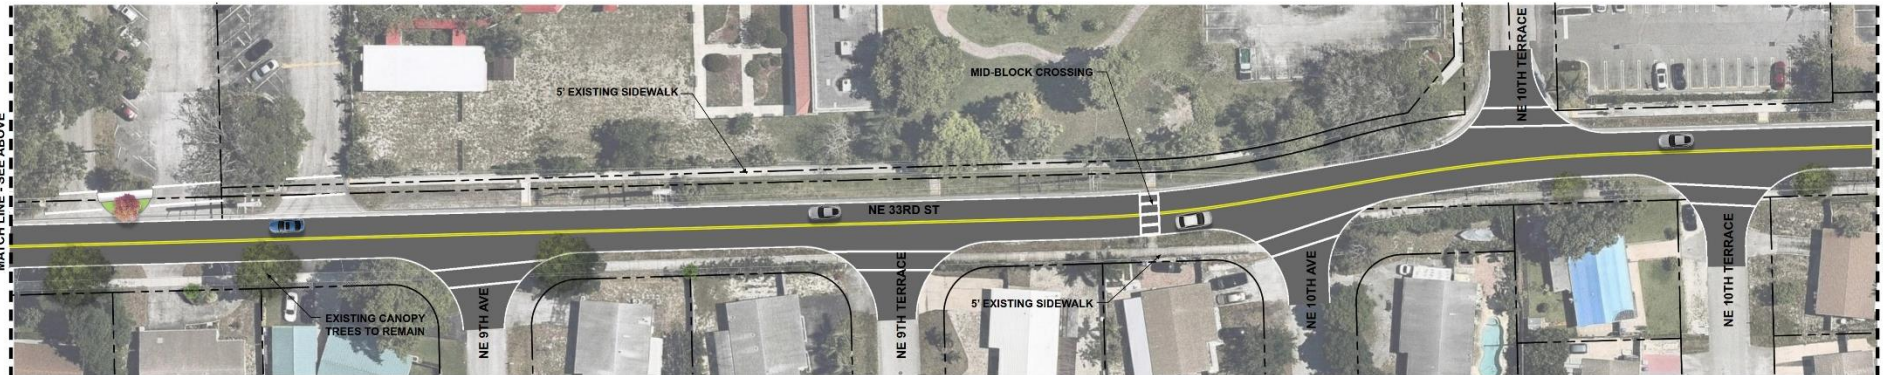 MATCH LINE - SEE ABOVE
5' EXISTING SIDEWALK
MID-BLOCK CROSSING
NE 10TH TERRACE
NE 33RD ST
EXISTING CANOPY
TREES TO REMAIN
NE 9TH AVE
NE 9TH TERRACE
5' EXISTING SIDEWALK
NE 10TH AVE
NE 10TH TERRACE